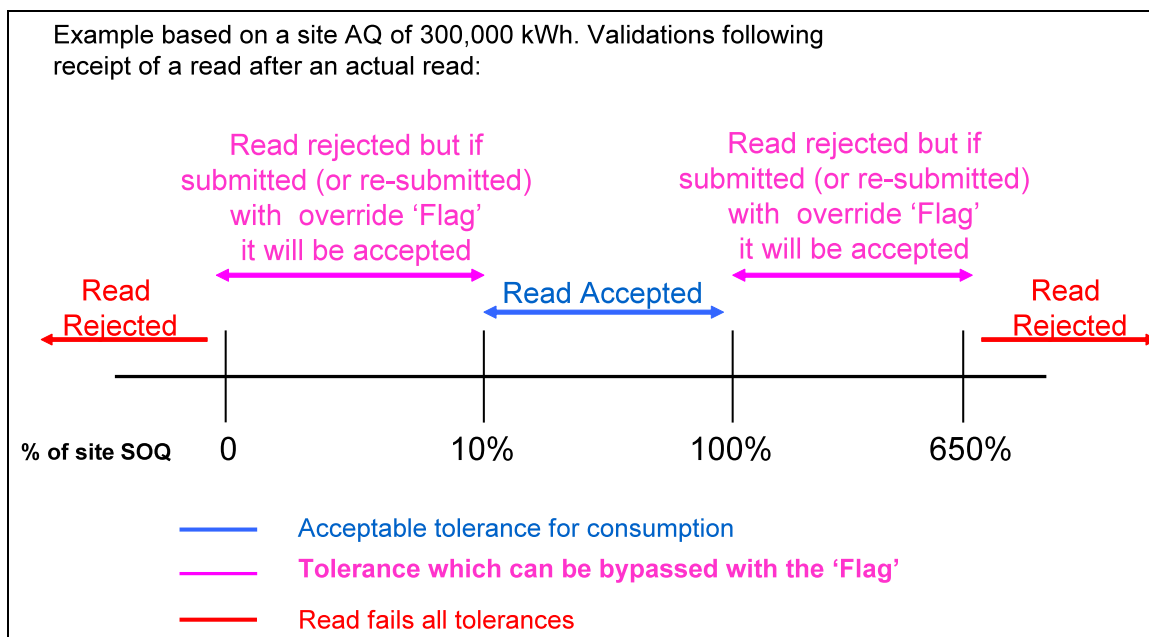 Example based on a site AQ of 300,000 kWh. Validations following
receipt of a read after an actual read:
Read rejected but if
submitted (or re-submitted)
with override ‘Flag’
it will be accepted
Read rejected but if
submitted (or re-submitted)
with override ‘Flag’
it will be accepted
Read
Rejected
Read Accepted
Read
Rejected
% of site SOQ 0 10% 100% 650%
Acceptable tolerance for consumption
Tolerance which can be bypassed with the ‘Flag’
Read fails all tolerances